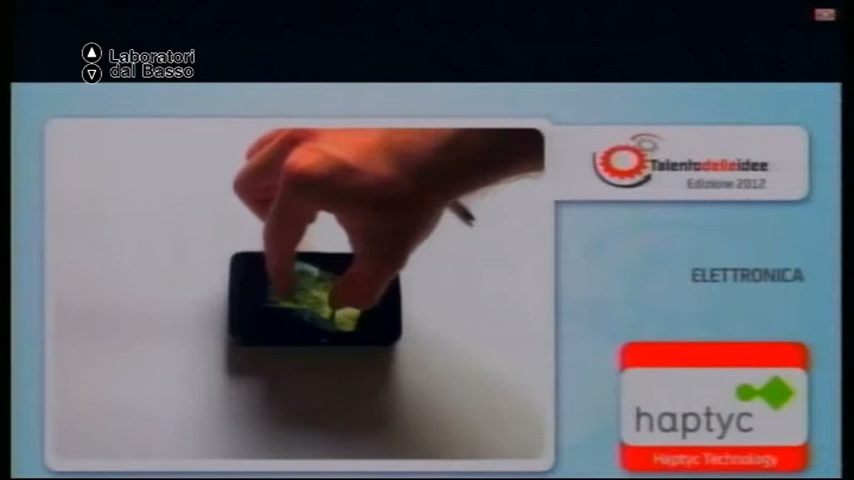 Laboratori
dal Basso
Talentodelleidee
Edizione 2012
ELETTRONICA
haptyc
Haptyc Technology